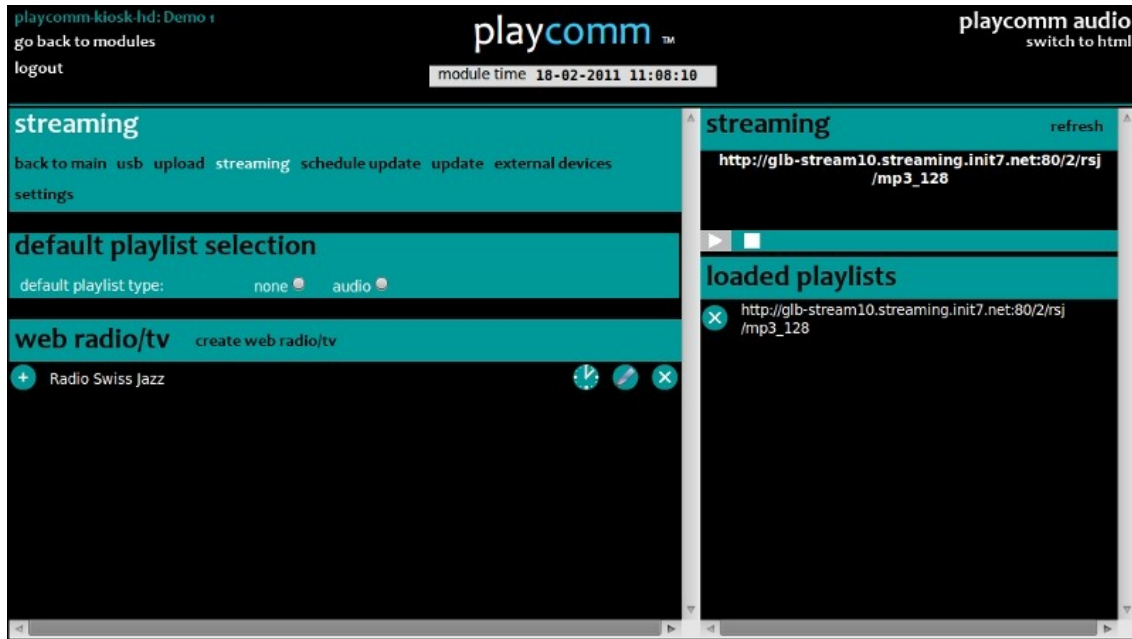 playcomm-kiosk-hd: Demo 1
go back to modules
logout
playcomm ™
module time 18-02-2011 11:08:10
playcomm audio
switch to html
streaming
back to main usb upload streaming schedule update update external devices
settings
default playlist selection
default playlist type: none audio
web radio/tv create web radio/tv
Radio Swiss Jazz
streaming refresh
http://glb-stream10.streaming.init7.net:80/2/rsj
/mp3_128
loaded playlists
http://glb-stream10.streaming.init7.net:80/2/rsj
/mp3_128